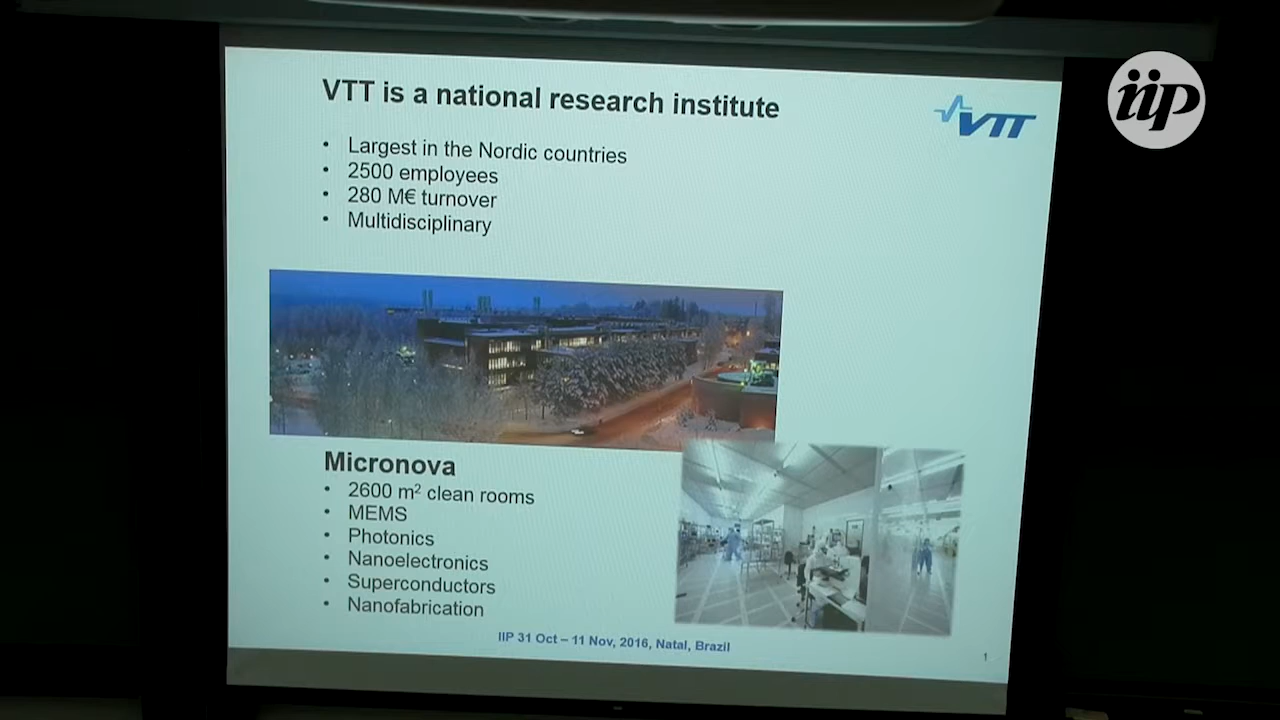 VTT is a national research institute
VTT
iip
• Largest in the Nordic countries
• 2500 employees
• 280 M€ turnover
• Multidisciplinary
Micronova
• 2600 m² clean rooms
• MEMS
• Photonics
• Nanoelectronics
• Superconductors
• Nanofabrication
IIP 31 Oct – 11 Nov, 2016, Natal, Brazil
1